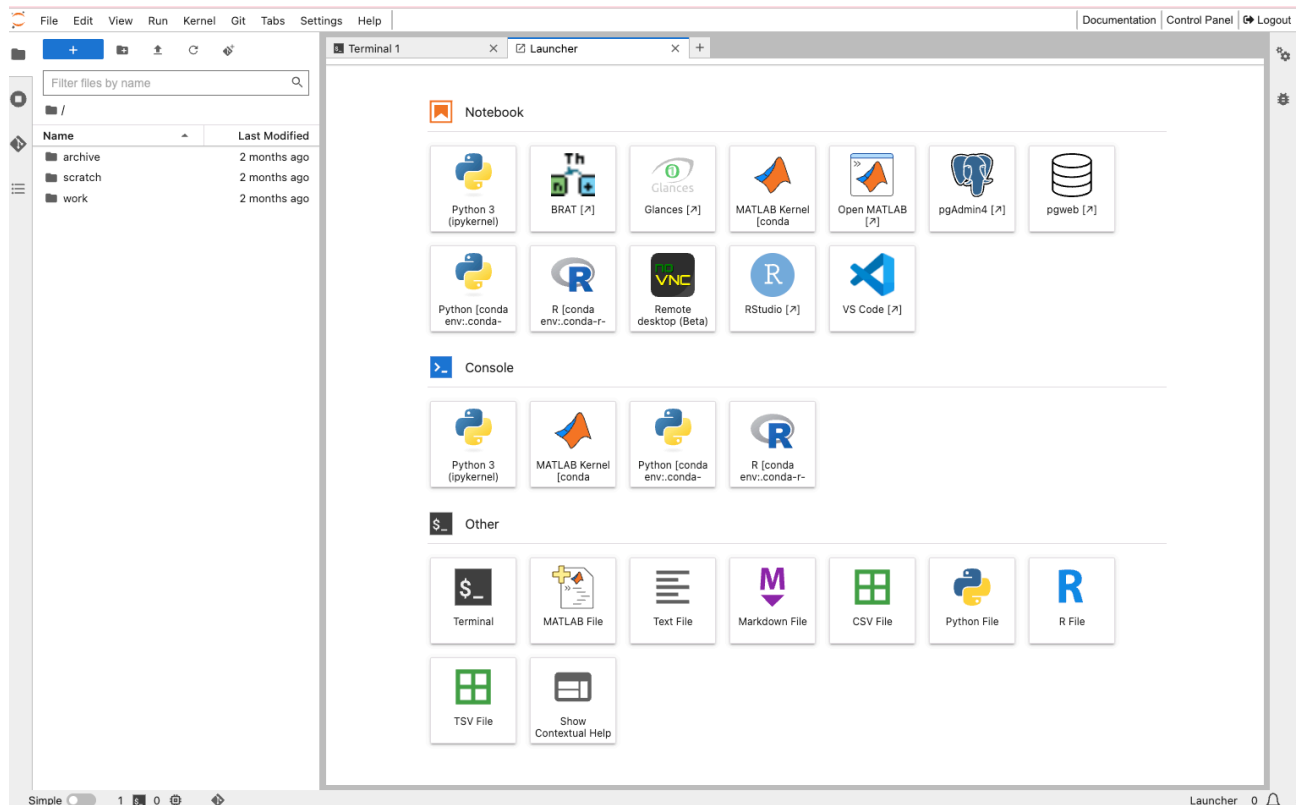 File Edit View Run Kernel Git Tabs Settings Help
Documentation Control Panel Logout
+
Terminal 1 × Launcher × +
Filter files by name
/
Name Last Modified
archive 2 months ago
scratch 2 months ago
work 2 months ago
Notebook
Th
n +
Glances
Python 3
(ipykernel)
BRAT [↗]
Glances [↗]
MATLAB Kernel
[conda
Open MATLAB
[↗]
pgAdmin4 [↗]
pgweb [↗]
R
no
VNC
R
Python [conda
env:.conda-
R [conda
env:.conda-r-
Remote
desktop (Beta)
RStudio [↗]
VS Code [↗]
Console
R
Python 3
(ipykernel)
MATLAB Kernel
[conda
Python [conda
env:.conda-
R [conda
env:.conda-r-
$_ Other
$_
M
R
Terminal
MATLAB File
Text File
Markdown File
CSV File
Python File
R File
TSV File
Show
Contextual Help
Simple 1 $_ 0
Launcher 0